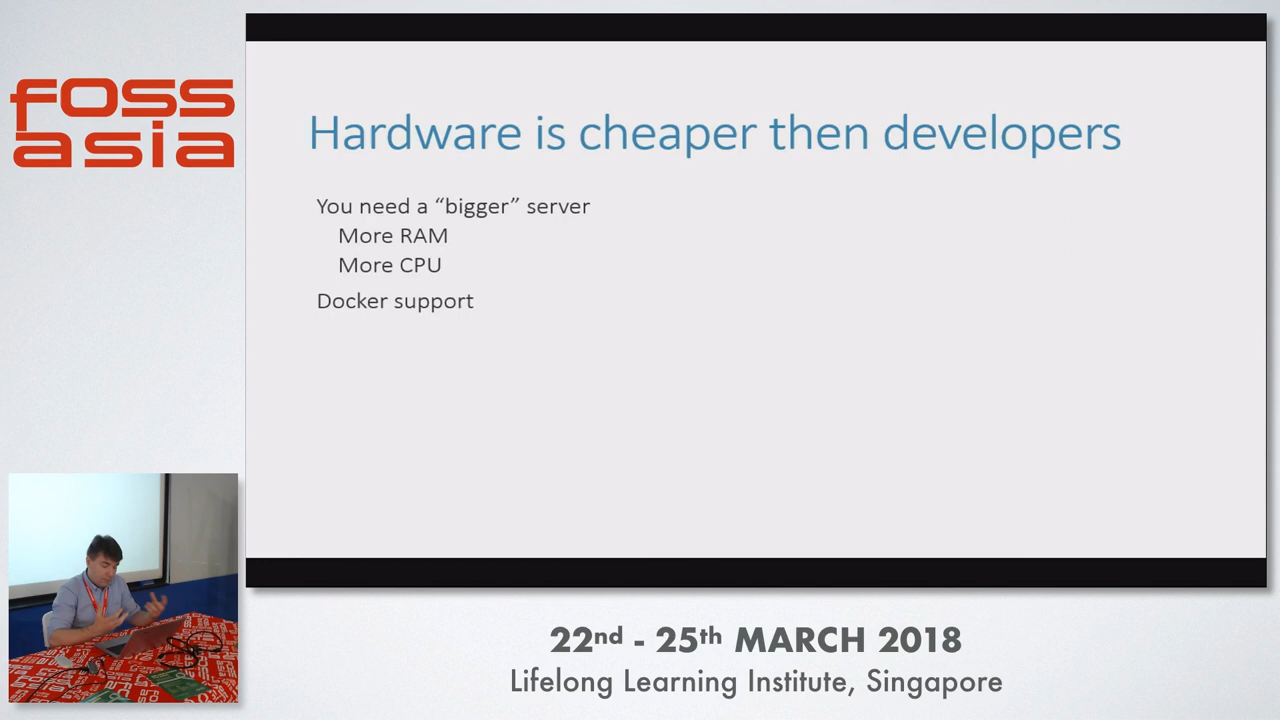 foss
asia
Hardware is cheaper then developers
You need a “bigger” server
More RAM
More CPU
Docker support
22nd - 25th MARCH 2018
Lifelong Learning Institute, Singapore